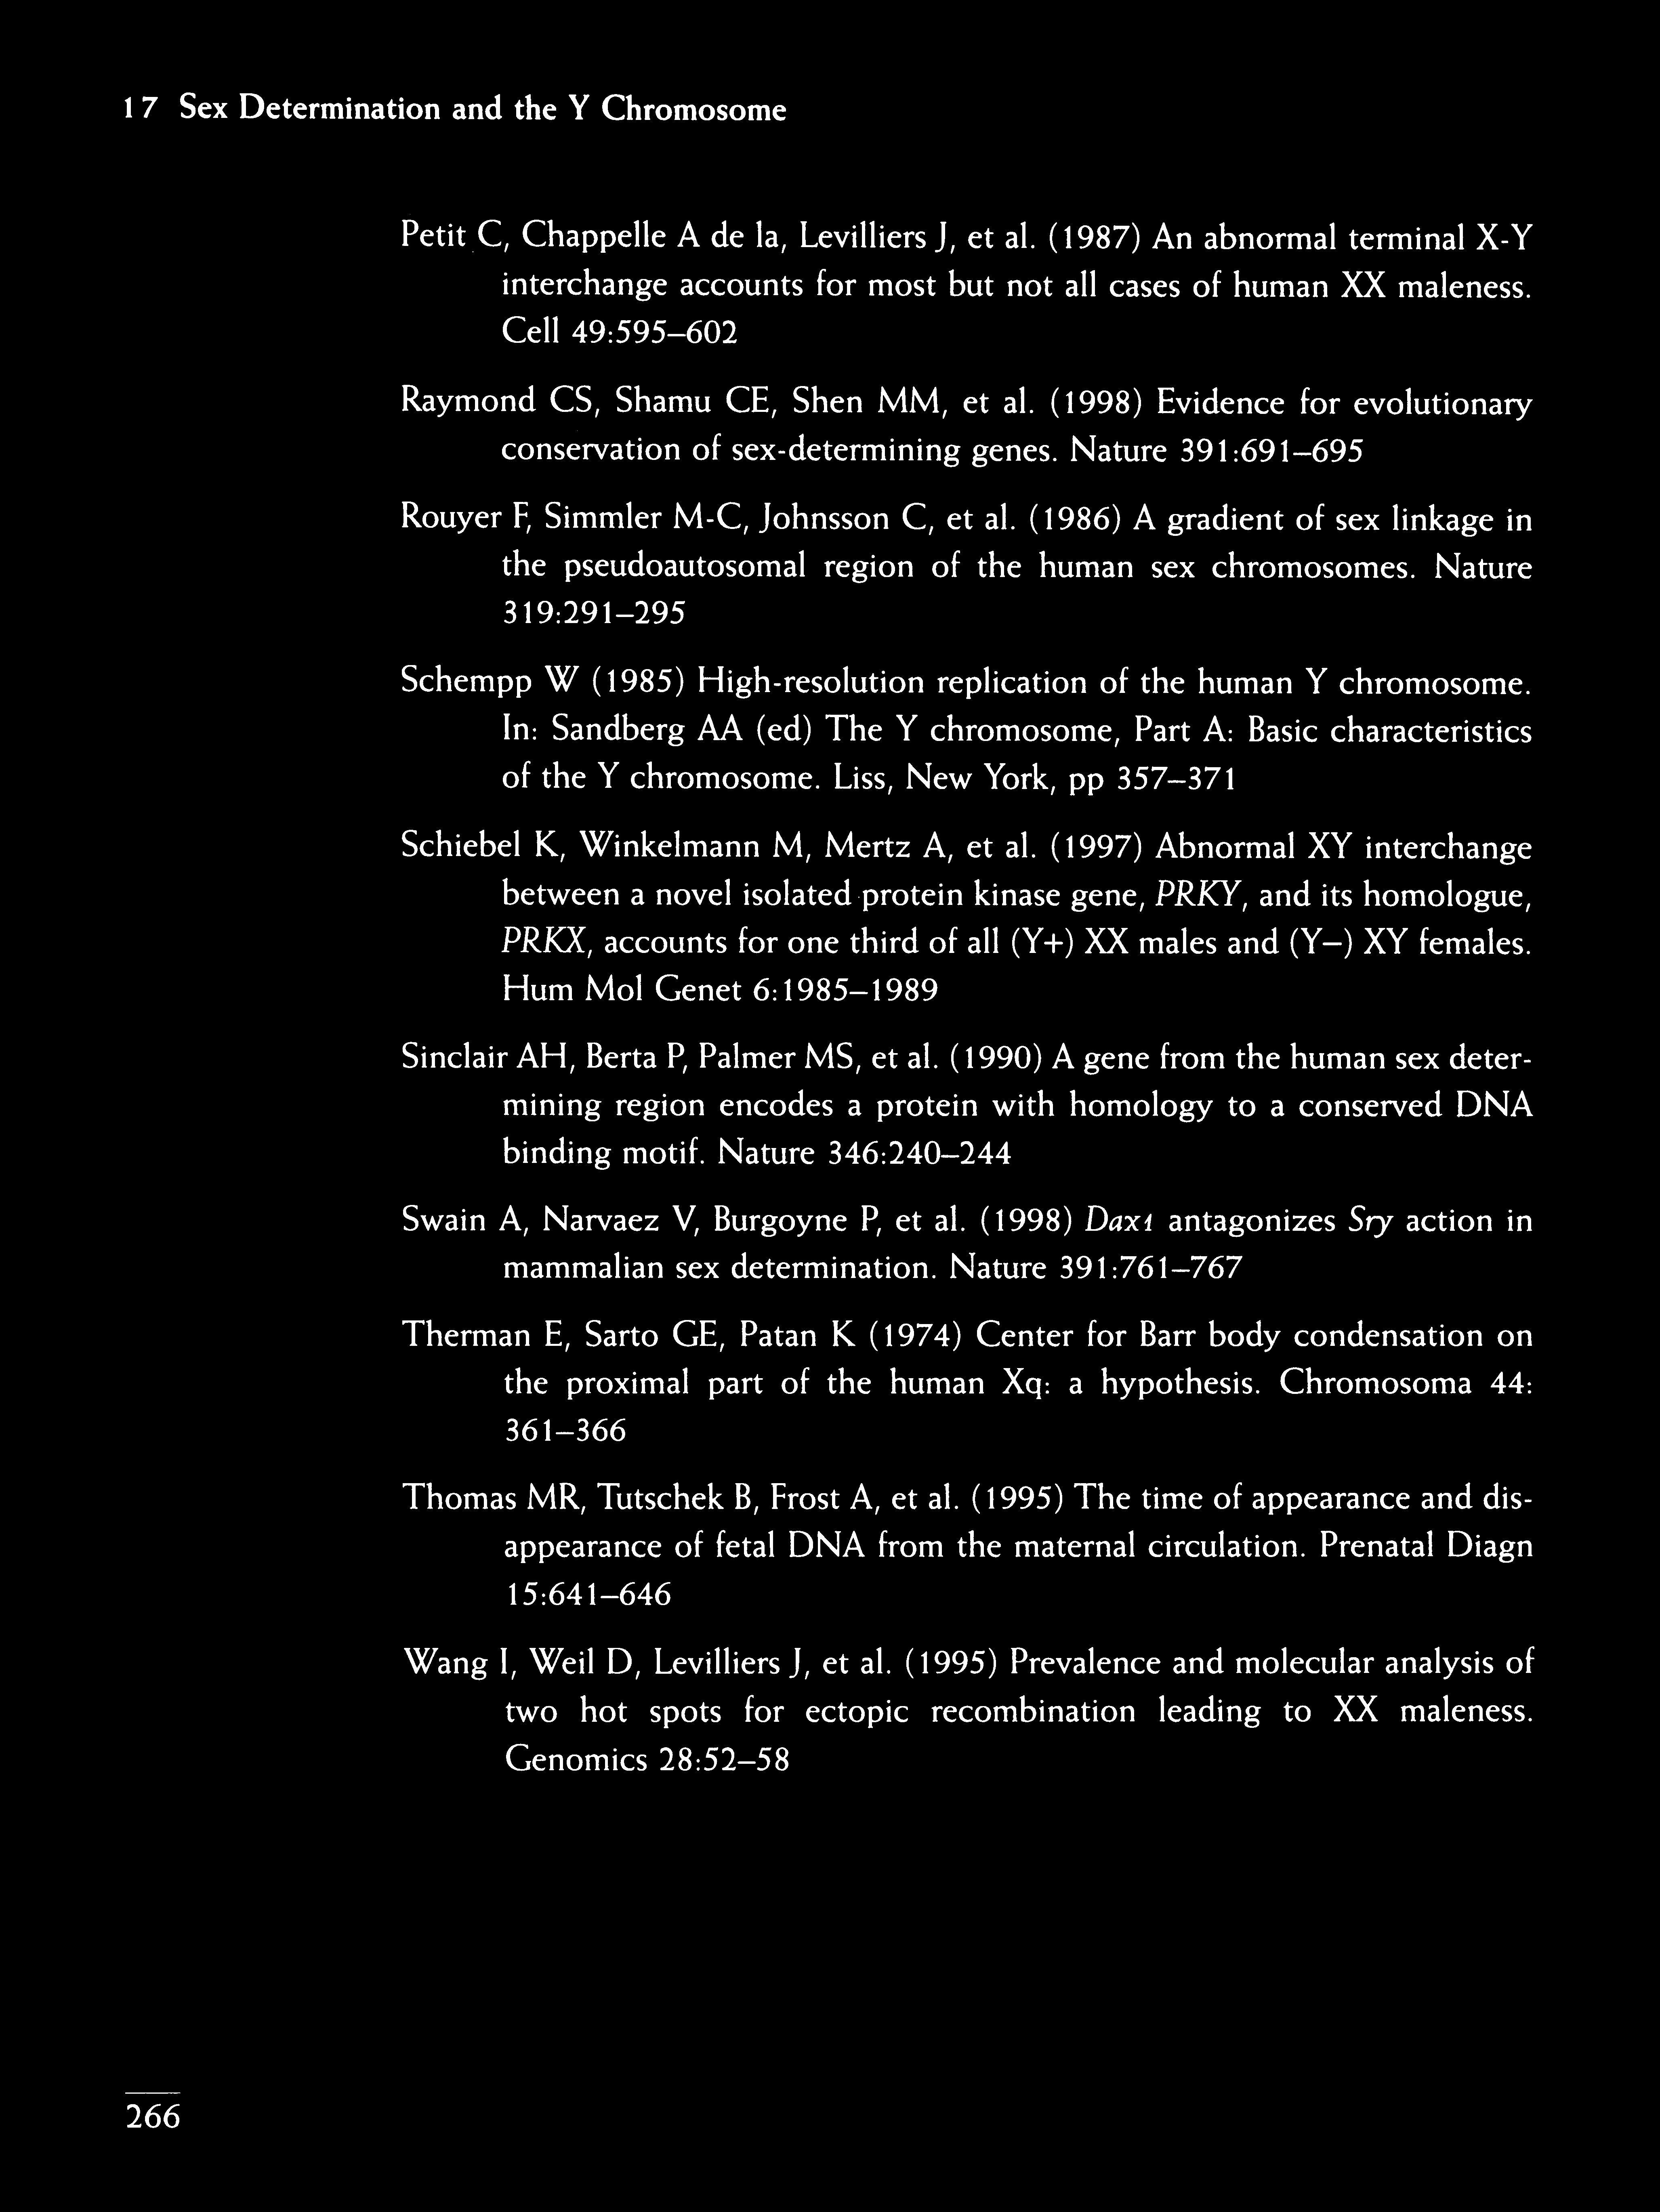 17 Sex Determination and the Y Chromosome
Petit C, Chappelle A de la, Levilliers J, et al. (1987) An abnormal terminal X-Y
interchange accounts for most but not all cases of human XX maleness.
Cell 49:595–602
Raymond CS, Shamu CE, Shen MM, et al. (1998) Evidence for evolutionary
conservation of sex-determining genes. Nature 391:691–695
Rouyer F, Simmler M-C, Johnsson C, et al. (1986) A gradient of sex linkage in
the pseudoautosomal region of the human sex chromosomes. Nature
319:291–295
Schempp W (1985) High-resolution replication of the human Y chromosome.
In: Sandberg AA (ed) The Y chromosome, Part A: Basic characteristics
of the Y chromosome. Liss, New York, pp 357–371
Schiebel K, Winkelmann M, Mertz A, et al. (1997) Abnormal XY interchange
between a novel isolated protein kinase gene, PRKY, and its homologue,
PRKX, accounts for one third of all (Y+) XX males and (Y–) XY females.
Hum Mol Genet 6:1985–1989
Sinclair AH, Berta P, Palmer MS, et al. (1990) A gene from the human sex deter-
mining region encodes a protein with homology to a conserved DNA
binding motif. Nature 346:240–244
Swain A, Narvaez V, Burgoyne P, et al. (1998) Dax1 antagonizes Sry action in
mammalian sex determination. Nature 391:761–767
Therman E, Sarto GE, Patan K (1974) Center for Barr body condensation on
the proximal part of the human Xq: a hypothesis. Chromosoma 44:
361–366
Thomas MR, Tutschek B, Frost A, et al. (1995) The time of appearance and dis-
appearance of fetal DNA from the maternal circulation. Prenatal Diagn
15:641–646
Wang I, Weil D, Levilliers J, et al. (1995) Prevalence and molecular analysis of
two hot spots for ectopic recombination leading to XX maleness.
Genomics 28:52–58
266